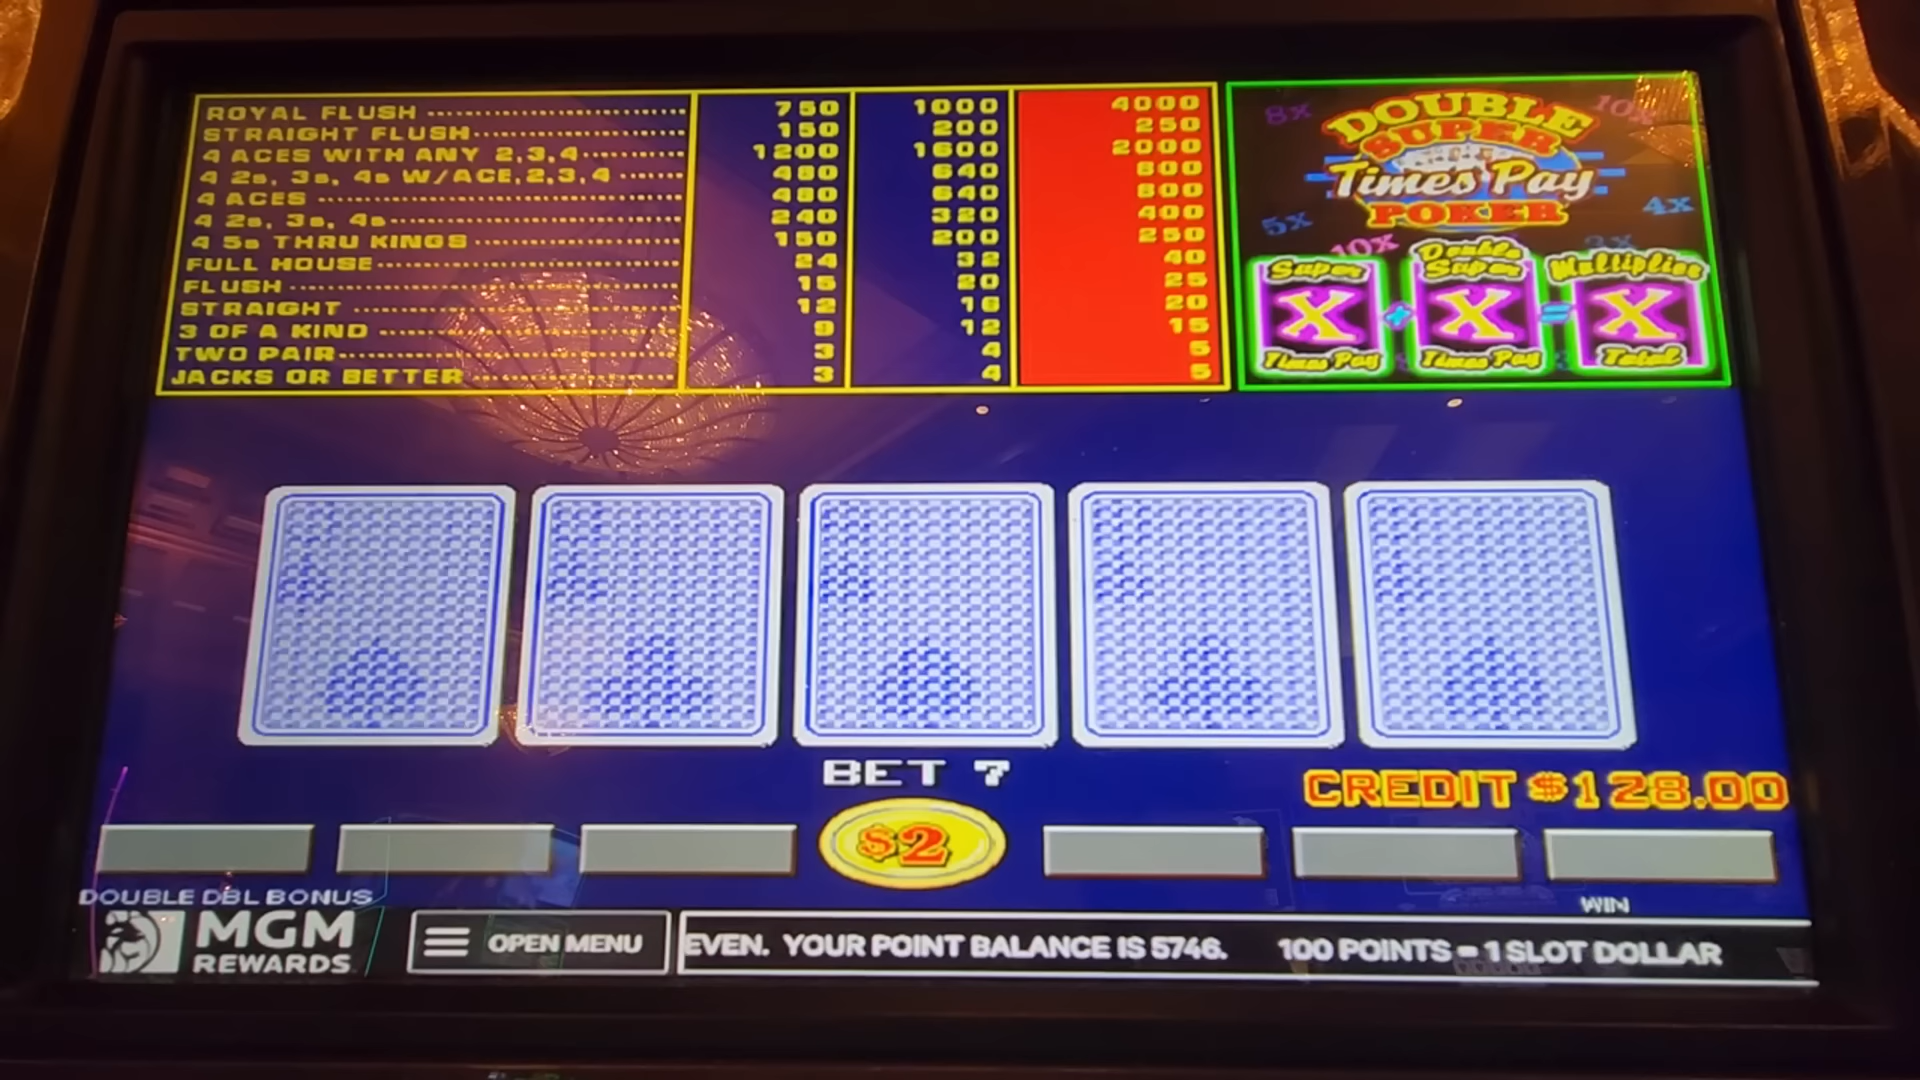 ROYAL FLUSH 750 1000 4000
STRAIGHT FLUSH 150 200 250
4 ACES WITH ANY 2,3,4 1200 1600 2000
4 2s, 3s, 4s W/ACE,2,3,4 480 640 800
4 ACES 480 640 800
4 2s, 3s, 4s 240 320 400
4 5s THRU KINGS 150 200 250
FULL HOUSE 24 32 40
FLUSH 15 20 25
STRAIGHT 12 16 20
3 OF A KIND 9 12 15
TWO PAIR 3 4 5
JACKS OR BETTER 3 4 5
8x 10x
DOUBLE
SUPER
Times Pay
POKER
5x 4x
10x 3x
Super Double Super Multiplier
X + X = X
Times Pay Times Pay Total
BET 7
CREDIT $128.00
$2
DOUBLE DBL BONUS
WIN
MGM
REWARDS
OPEN MENU
EVEN. YOUR POINT BALANCE IS 5746. 100 POINTS = 1 SLOT DOLLAR